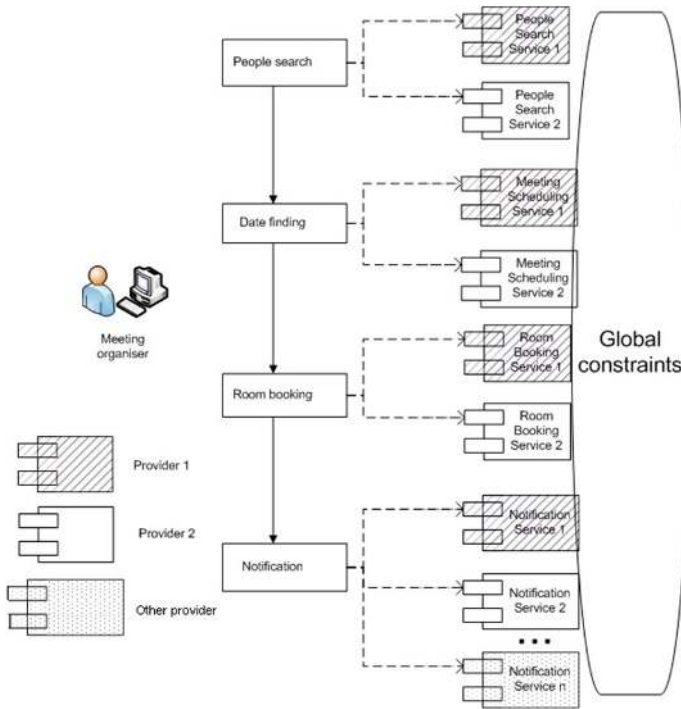 People
Search
Service 1
People search
People
Search
Service 2
Meeting
Scheduling
Service 1
Date finding
Meeting
Scheduling
Service 2
Meeting
organiser
Room
Booking
Service 1
Global
constraints
Room booking
Room
Booking
Service 2
Provider 1
Provider 2
Other provider
Notification
Service 1
Notification
Notification
Service 2
...
Notification
Service n